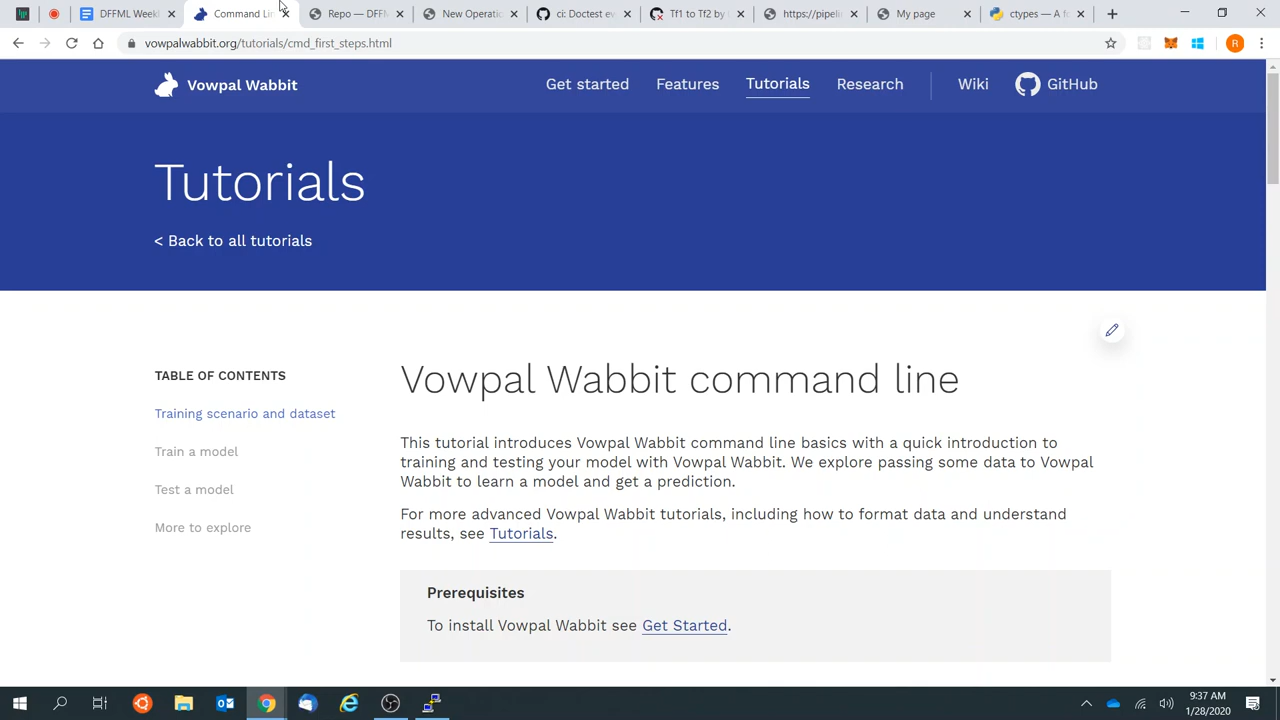 DFFML Weekl
Command Lin
Repo — DFFM
New Operatio
ci: Doctest ev
Tf1 to Tf2 by
https://pipelin
My page
ctypes — A fo
vowpalwabbit.org/tutorials/cmd_first_steps.html
R
Vowpal Wabbit
Get started
Features
Tutorials
Research
Wiki
GitHub
Tutorials
< Back to all tutorials
TABLE OF CONTENTS
Training scenario and dataset
Train a model
Test a model
More to explore
Vowpal Wabbit command line
This tutorial introduces Vowpal Wabbit command line basics with a quick introduction to
training and testing your model with Vowpal Wabbit. We explore passing some data to Vowpal
Wabbit to learn a model and get a prediction.
For more advanced Vowpal Wabbit tutorials, including how to format data and understand
results, see Tutorials.
Prerequisites
To install Vowpal Wabbit see Get Started.
9:37 AM
1/28/2020